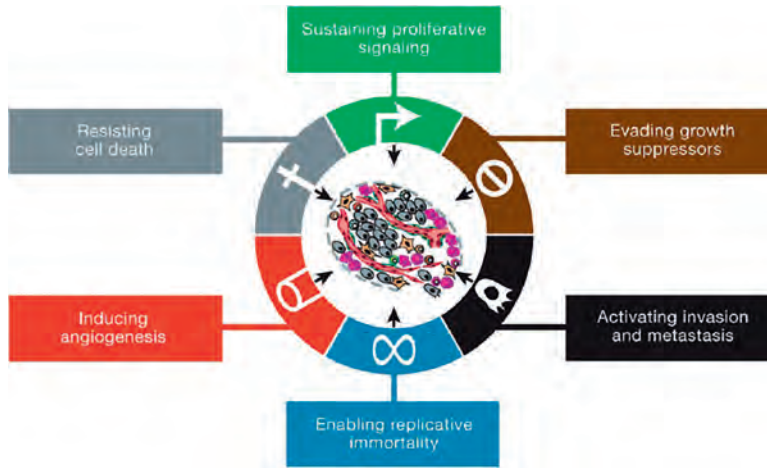 Sustaining proliferative
signaling
Resisting
cell death
Evading growth
suppressors
Inducing
angiogenesis
Activating invasion
and metastasis
Enabling replicative
immortality